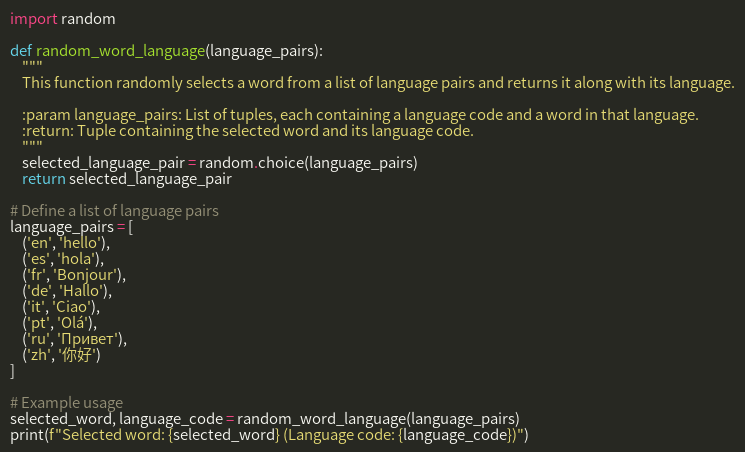 import random
def random_word_language(language_pairs):
"""
This function randomly selects a word from a list of language pairs and returns it along with its language.
:param language_pairs: List of tuples, each containing a language code and a word in that language.
:return: Tuple containing the selected word and its language code.
"""
selected_language_pair = random.choice(language_pairs)
return selected_language_pair
# Define a list of language pairs
language_pairs = [
('en', 'hello'),
('es', 'hola'),
('fr', 'Bonjour'),
('de', 'Hallo'),
('it', 'Ciao'),
('pt', 'Olá'),
('ru', 'Привет'),
('zh', '你好')
]
# Example usage
selected_word, language_code = random_word_language(language_pairs)
print(f"Selected word: {selected_word} (Language code: {language_code})")